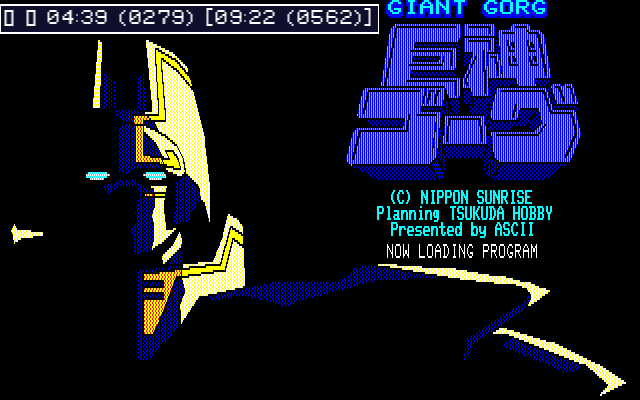 ▯ ▯ 04:39 (0279) [09:22 (0562)]
GIANT GORG
巨神
ゴーグ
(C) NIPPON SUNRISE
Planning TSUKUDA HOBBY
Presented by ASCII
NOW LOADING PROGRAM